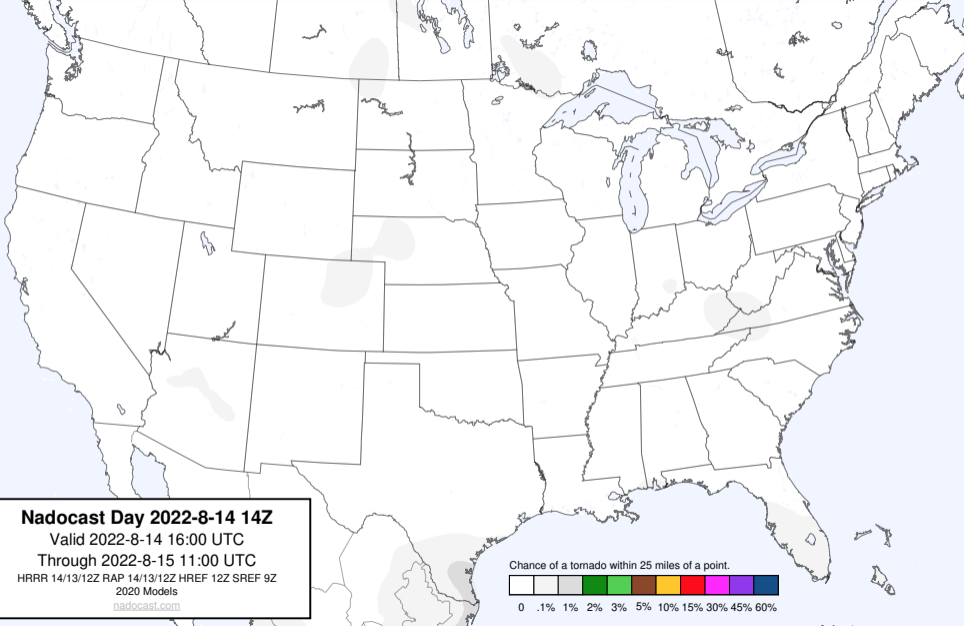 Nadocast Day 2022-8-14 14Z
Valid 2022-8-14 16:00 UTC
Through 2022-8-15 11:00 UTC
HRRR 14/13/12Z RAP 14/13/12Z HREF 12Z SREF 9Z
2020 Models
nadocast.com
Chance of a tornado within 25 miles of a point.
0 .1% 1% 2% 3% 5% 10% 15% 30% 45% 60%